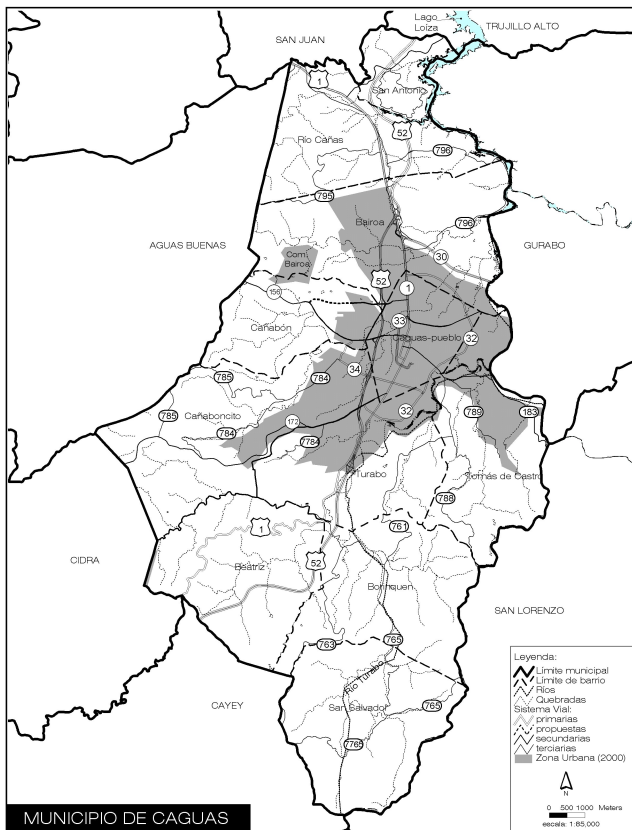 Lago
Loíza
TRUJILLO ALTO
SAN JUAN
1
San Antonio
52
Río Cañas
796
795
796
Bairoa
AGUAS BUENAS
GURABO
30
Com.
Bairoa
52
1
156
33
Cañabón
Caguas-pueblo
32
34
785
784
32
789
183
785
Cañaboncito
172
784
7784
Turabo
Tomás de Castro
788
761
1
CIDRA
52
Beatriz
Borinquen
SAN LORENZO
763
765
Río Turabo
CAYEY
San Salvador
765
7765
Leyenda:
Límite municipal
Límite de barrio
Ríos
Quebradas
Sistema Vial:
primarias
propuestas
secundarias
terciarias
Zona Urbana (2000)
N
0 500 1000 Meters
escala: 1:85,000
MUNICIPIO DE CAGUAS